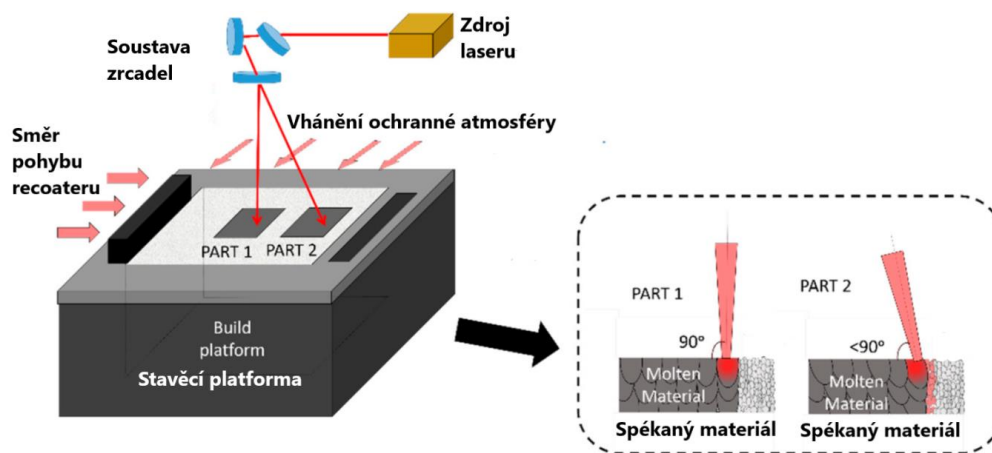 Zdroj
laseru
Soustava
zrcadel
Vhánění ochranné atmosféry
Směr
pohybu
recoateru
PART 1
PART 2
Build
platform
Stavěcí platforma
PART 1
90°
Molten
Material
Spékaný materiál
PART 2
<90°
Molten
Material
Spékaný materiál